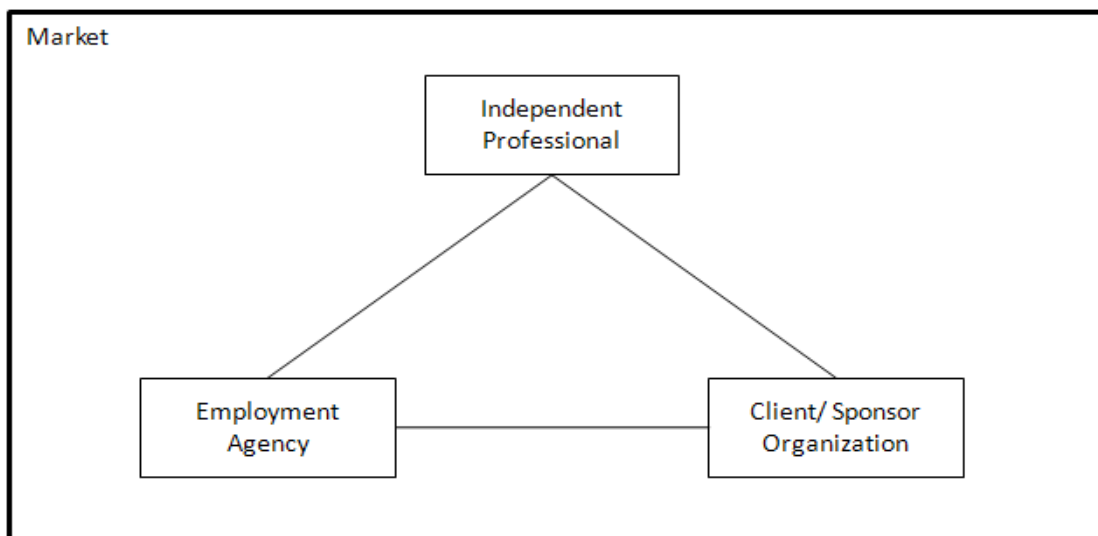 Market
Independent
Professional
Employment
Agency
Client/ Sponsor
Organization